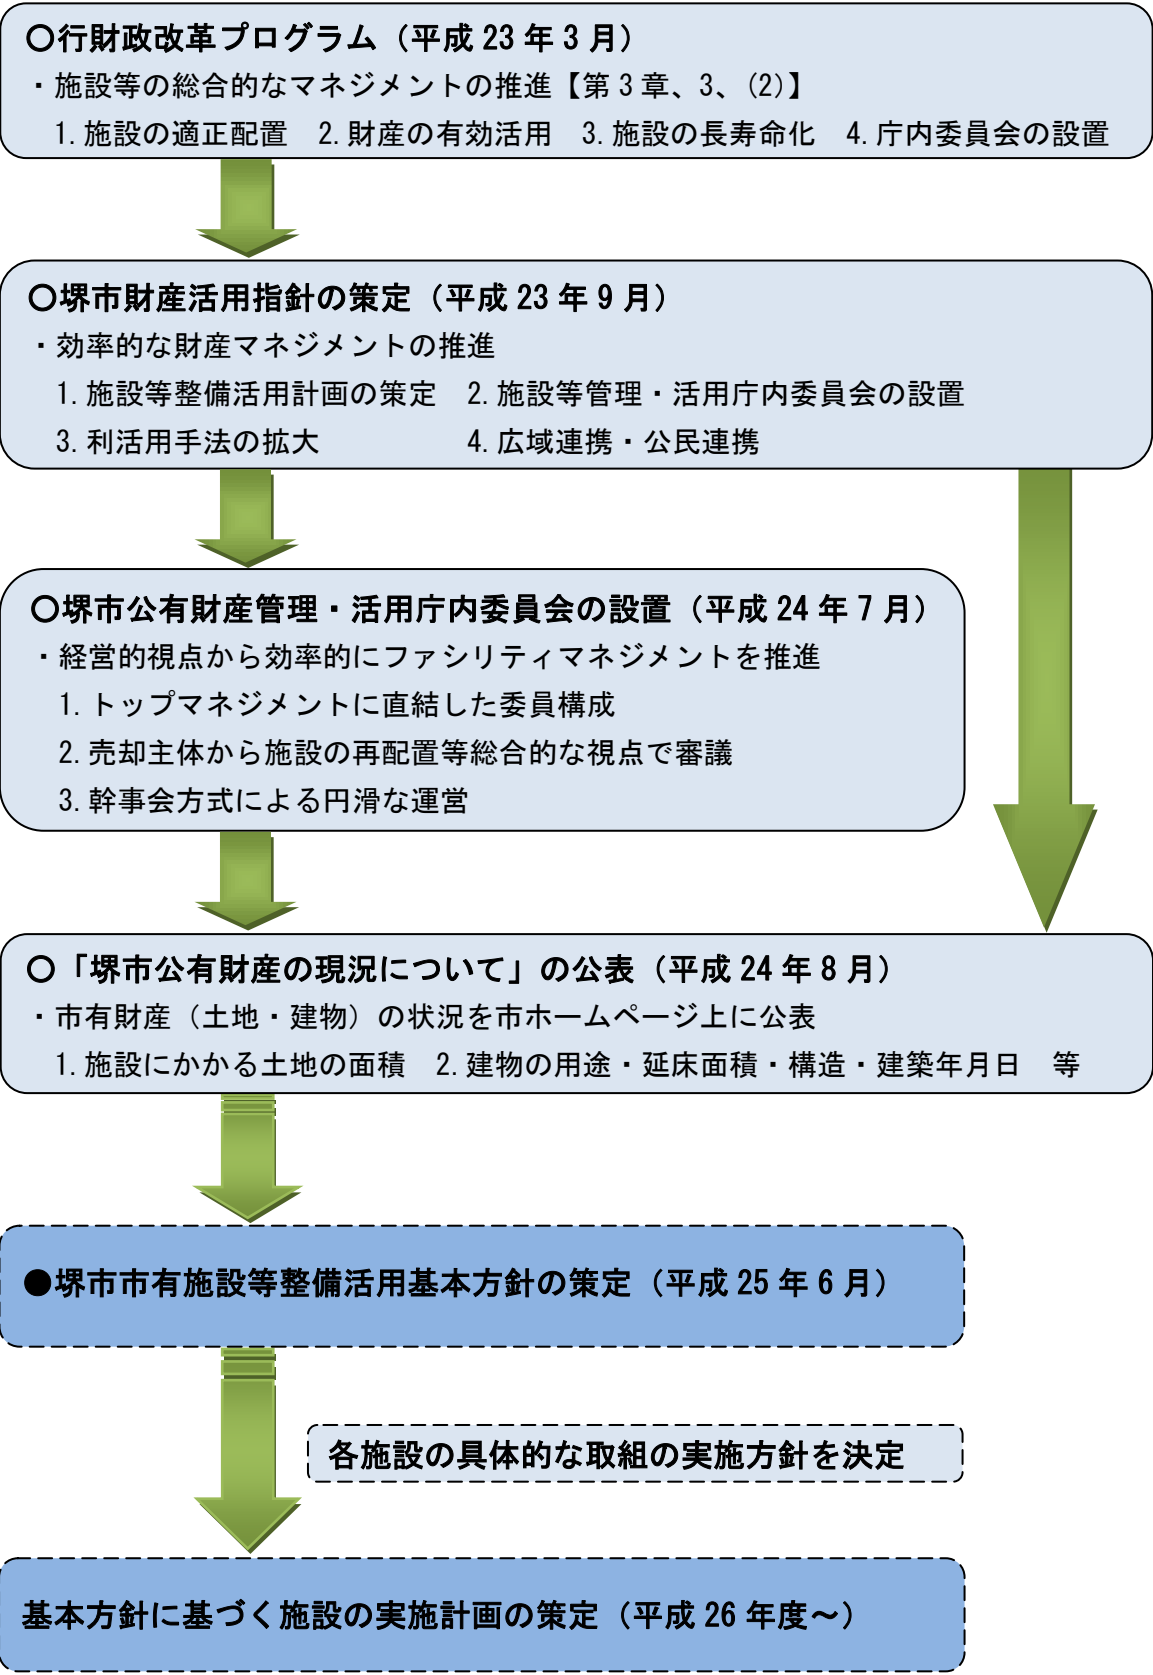 ○行財政改革プログラム（平成 23 年 3 月）
・施設等の総合的なマネジメントの推進【第 3 章、3、(2)】
1. 施設の適正配置　2. 財産の有効活用　3. 施設の長寿命化　4. 庁内委員会の設置
○堺市財産活用指針の策定（平成 23 年 9 月）
・効率的な財産マネジメントの推進
1. 施設等整備活用計画の策定　2. 施設等管理・活用庁内委員会の設置
3. 利活用手法の拡大　4. 広域連携・公民連携
○堺市公有財産管理・活用庁内委員会の設置（平成 24 年 7 月）
・経営的視点から効率的にファシリティマネジメントを推進
1. トップマネジメントに直結した委員構成
2. 売却主体から施設の再配置等総合的な視点で審議
3. 幹事会方式による円滑な運営
○「堺市公有財産の現況について」の公表（平成 24 年 8 月）
・市有財産（土地・建物）の状況を市ホームページ上に公表
1. 施設にかかる土地の面積　2. 建物の用途・延床面積・構造・建築年月日　等
●堺市市有施設等整備活用基本方針の策定（平成 25 年 6 月）
各施設の具体的な取組の実施方針を決定
基本方針に基づく施設の実施計画の策定（平成 26 年度～）